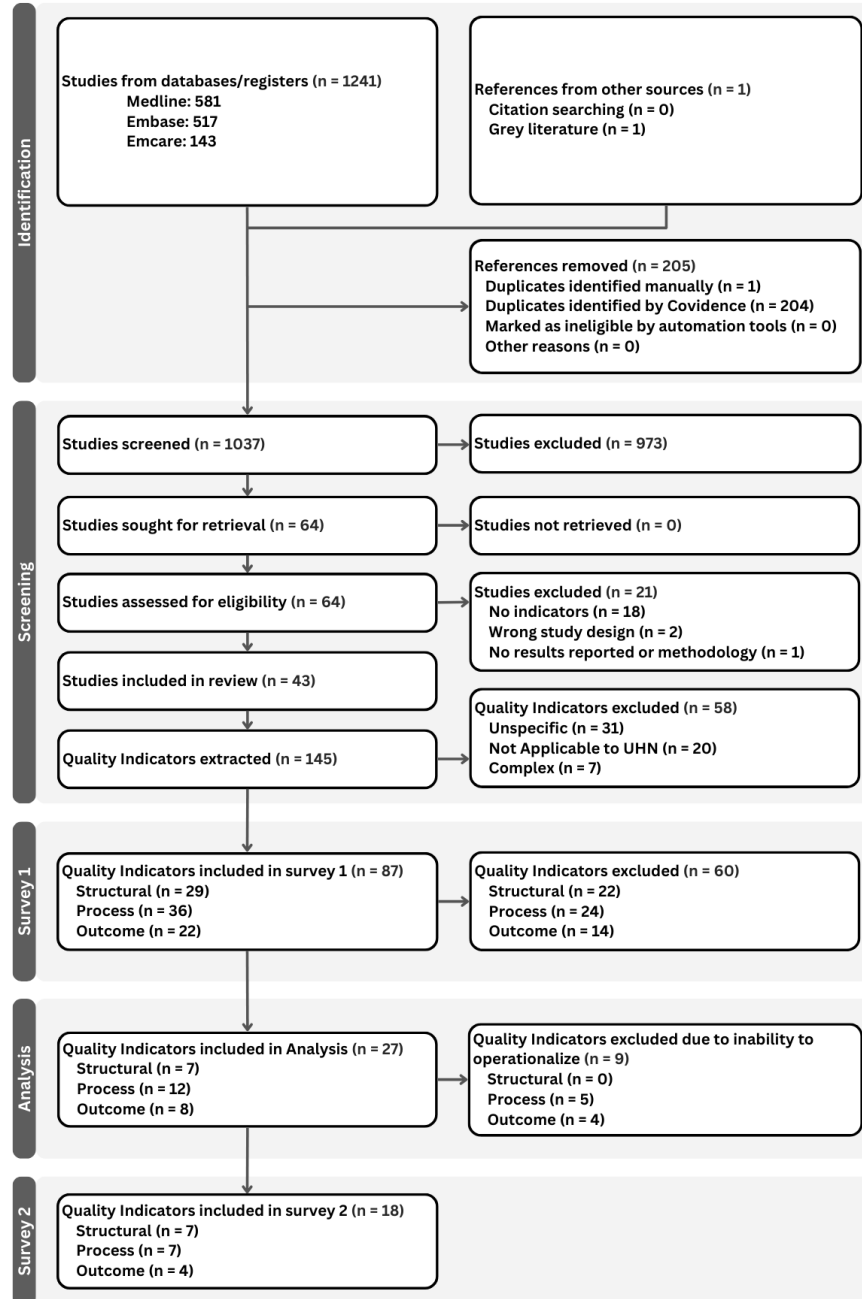 Identification
Studies from databases/registers (n = 1241)
Medline: 581
Embase: 517
Emcare: 143
References from other sources (n = 1)
Citation searching (n = 0)
Grey literature (n = 1)
References removed (n = 205)
Duplicates identified manually (n = 1)
Duplicates identified by Covidence (n = 204)
Marked as ineligible by automation tools (n = 0)
Other reasons (n = 0)
Screening
Studies screened (n = 1037)
Studies excluded (n = 973)
Studies sought for retrieval (n = 64)
Studies not retrieved (n = 0)
Studies assessed for eligibility (n = 64)
Studies excluded (n = 21)
No indicators (n = 18)
Wrong study design (n = 2)
No results reported or methodology (n = 1)
Studies included in review (n = 43)
Quality Indicators extracted (n = 145)
Quality Indicators excluded (n = 58)
Unspecific (n = 31)
Not Applicable to UHN (n = 20)
Complex (n = 7)
Survey 1
Quality Indicators included in survey 1 (n = 87)
Structural (n = 29)
Process (n = 36)
Outcome (n = 22)
Quality Indicators excluded (n = 60)
Structural (n = 22)
Process (n = 24)
Outcome (n = 14)
Analysis
Quality Indicators included in Analysis (n = 27)
Structural (n = 7)
Process (n = 12)
Outcome (n = 8)
Quality Indicators excluded due to inability to
operationalize (n = 9)
Structural (n = 0)
Process (n = 5)
Outcome (n = 4)
Survey 2
Quality Indicators included in survey 2 (n = 18)
Structural (n = 7)
Process (n = 7)
Outcome (n = 4)